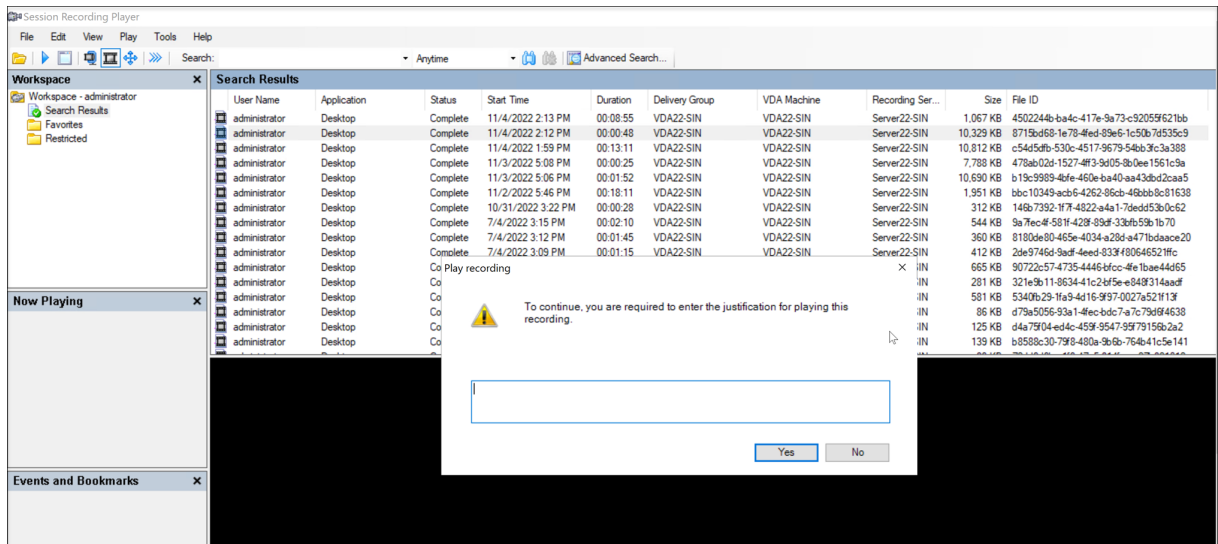 Session Recording Player
File Edit View Play Tools Help
Search: Anytime Advanced Search...
Workspace x
Workspace - administrator
Search Results
Favorites
Restricted
Search Results
User Name Application Status Start Time Duration Delivery Group VDA Machine Recording Ser... Size File ID
administrator Desktop Complete 11/4/2022 2:13 PM 00:08:55 VDA22-SIN VDA22-SIN Server22-SIN 1,067 KB 4502244b-ba4c-417e-9a73-c92055f621bb
administrator Desktop Complete 11/4/2022 2:12 PM 00:00:48 VDA22-SIN VDA22-SIN Server22-SIN 10,329 KB 8715bd68-1e78-4fed-89e6-1c50b7d535c9
administrator Desktop Complete 11/4/2022 1:59 PM 00:13:11 VDA22-SIN VDA22-SIN Server22-SIN 10,812 KB c54d5dfb-530c-4517-9679-54bb3fc3a388
administrator Desktop Complete 11/3/2022 5:08 PM 00:00:25 VDA22-SIN VDA22-SIN Server22-SIN 7,788 KB 478ab02d-1527-4ff3-9d05-8b0ee1561c9a
administrator Desktop Complete 11/3/2022 5:06 PM 00:01:52 VDA22-SIN VDA22-SIN Server22-SIN 10,690 KB b19c9989-4bfe-460e-ba40-aa43dbd2caa5
administrator Desktop Complete 11/2/2022 5:46 PM 00:18:11 VDA22-SIN VDA22-SIN Server22-SIN 1,951 KB bbc10349-acb6-4262-86cb-46bbb8c81638
administrator Desktop Complete 10/31/2022 3:22 PM 00:00:28 VDA22-SIN VDA22-SIN Server22-SIN 312 KB 146b7392-1f7f-4822-a4a1-7dedd53b0c62
administrator Desktop Complete 7/4/2022 3:15 PM 00:02:10 VDA22-SIN VDA22-SIN Server22-SIN 544 KB 9a7fec4f-581f-428f-89df-33bfb59b1b70
administrator Desktop Complete 7/4/2022 3:12 PM 00:01:45 VDA22-SIN VDA22-SIN Server22-SIN 360 KB 8180de80-465e-4034-a28d-a471bdaace20
administrator Desktop Complete 7/4/2022 3:09 PM 00:01:15 VDA22-SIN VDA22-SIN Server22-SIN 412 KB 2de9746d-9adf-4eed-833f-f80646521ffc
administrator Desktop Co SIN 665 KB 90722c57-4735-4446-bfcc-4fe1bae44d65
administrator Desktop Co SIN 281 KB 321e9b11-8634-41c2-bf5e-e848f314aadf
administrator Desktop Co SIN 581 KB 5340fb29-1fa9-4d16-9f97-0027a521f13f
administrator Desktop Co SIN 86 KB d79a5056-93a1-4fec-bdc7-a7c79d6f4638
administrator Desktop Co SIN 125 KB d4a75f04-ed4c-459f-9547-95f79156b2a2
administrator Desktop Co SIN 139 KB b8588c30-79f8-480a-9b6b-764b41c5e141
Play recording
To continue, you are required to enter the justification for playing this
recording.
Yes No
Now Playing x
Events and Bookmarks x